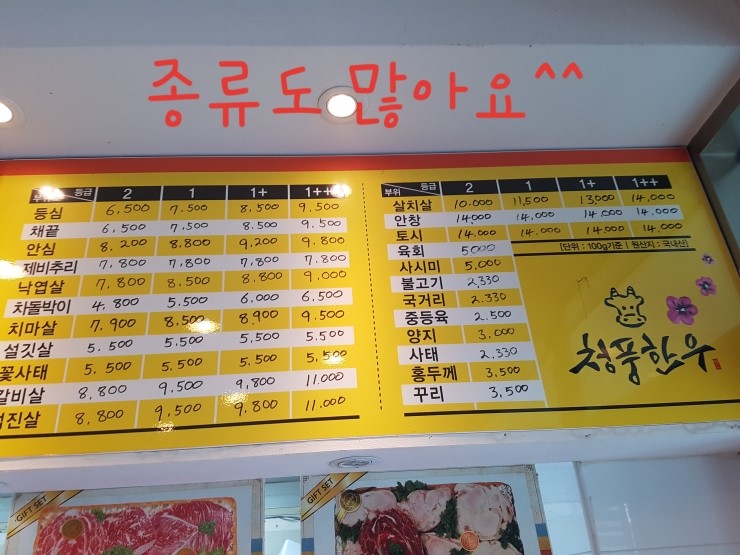 종류도 많아요^^
부위 등급 2 1 1+ 1++
등심 6,500 7,500 8,500 9,500
채끝 6,500 7,500 8,500 9,500
안심 8,200 8,800 9,200 9,800
제비추리 7,800 7,800 7,800 7,800
낙엽살 7,800 8,500 8,800 9,000
차돌박이 4,800 5,500 6,000 6,500
치마살 7,900 8,500 8,900 9,500
설깃살 5,500 5,500 5,500 5,500
꽃사태 5,500 5,500 5,500 5,500
갈비살 8,800 9,500 9,800 11,000
8,800 9,500 9,800 11,000
부위 등급 2 1 1+ 1++
살치살 10,000 11,500 13,000 14,000
안창 14,000 14,000 14,000 14,000
토시 14,000 14,000 14,000 14,000
육회 5,000
사시미 5,000
불고기 2,330
국거리 2,330
중등육 2,500
양지 3,000
사태 2,330
홍두깨 3,500
꾸리 3,500
[단위 : 100g기준 | 원산지 : 국내산]
우한품정
GIFT SET
GIFT SET